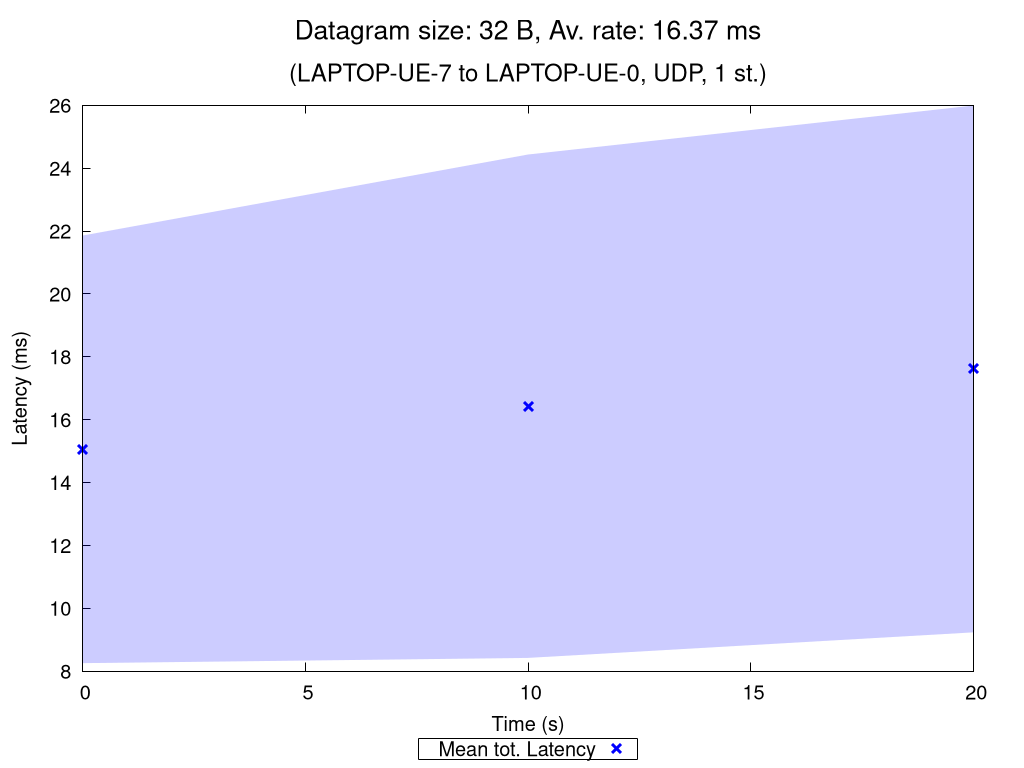 Datagram size: 32 B, Av. rate: 16.37 ms
(LAPTOP-UE-7 to LAPTOP-UE-0, UDP, 1 st.)
26
24
22
20
18
16
14
12
10
8
Latency (ms)
0 5 10 15 20
Time (s)
Mean tot. Latency